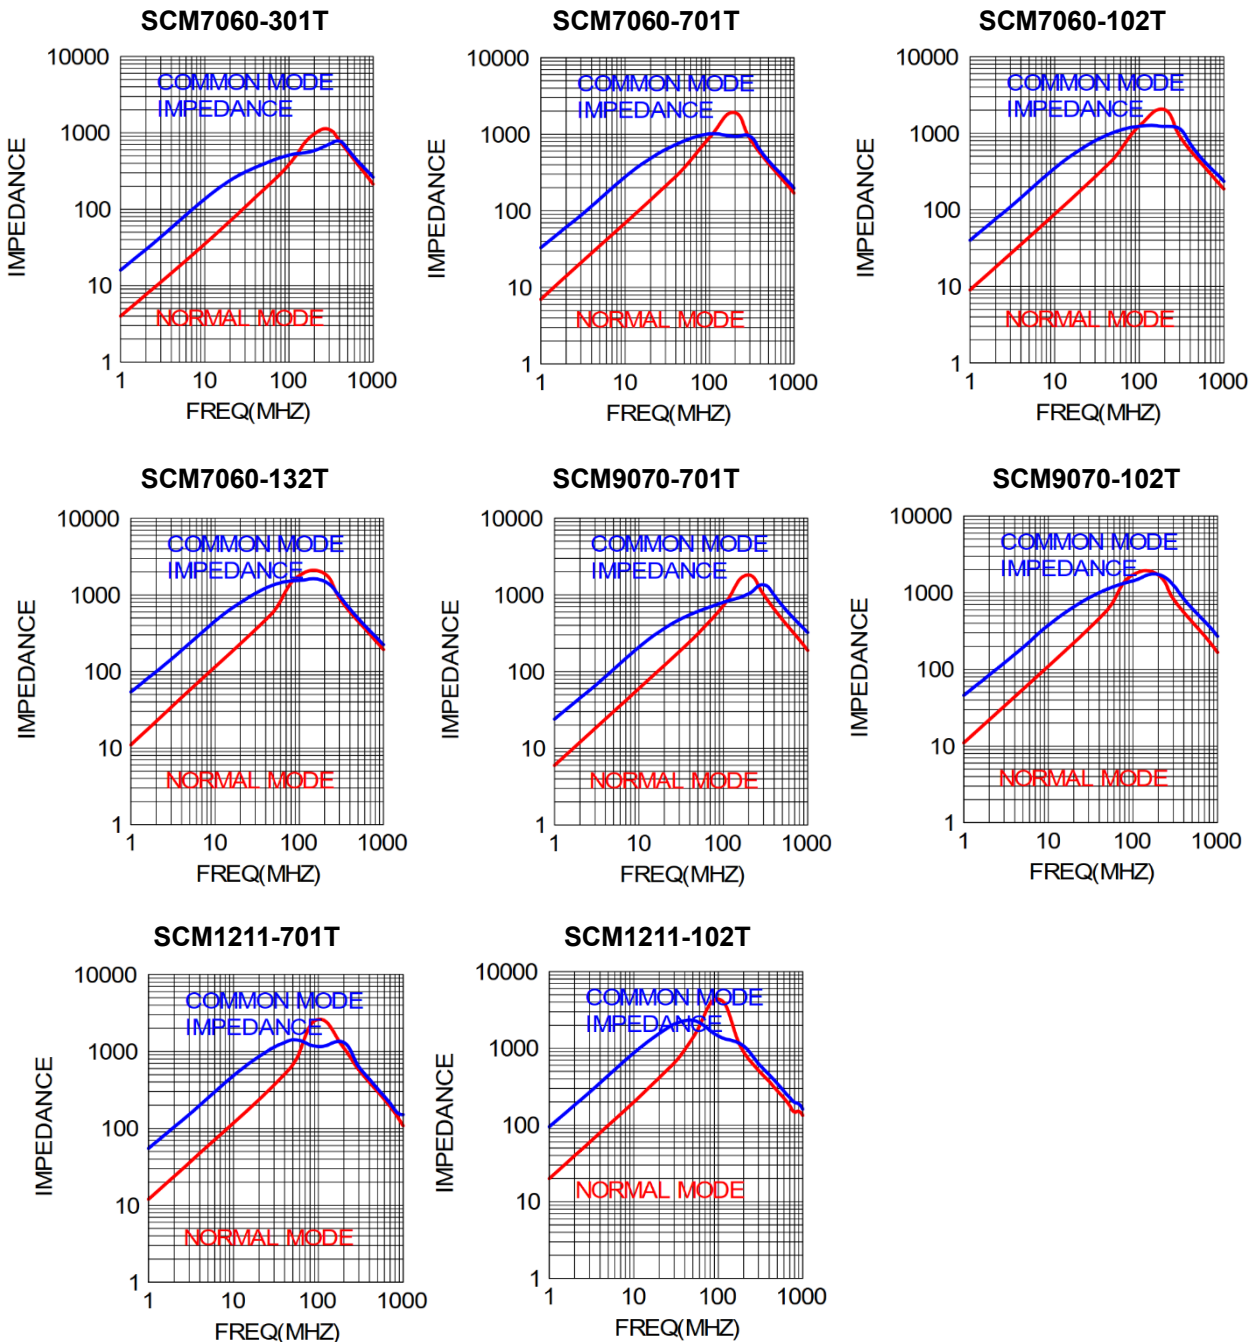 SCM7060-301T
10000
COMMON MODE
IMPEDANCE
1000
100
10
NORMAL MODE
1
1 10 100 1000
FREQ(MHZ)
IMPEDANCE
SCM7060-701T
10000
COMMON MODE
IMPEDANCE
1000
100
10
NORMAL MODE
1
1 10 100 1000
FREQ(MHZ)
IMPEDANCE
SCM7060-102T
10000
COMMON MODE
IMPEDANCE
1000
100
10
NORMAL MODE
1
1 10 100 1000
FREQ(MHZ)
IMPEDANCE
SCM7060-132T
10000
COMMON MODE
IMPEDANCE
1000
100
10
NORMAL MODE
1
1 10 100 1000
FREQ(MHZ)
IMPEDANCE
SCM9070-701T
10000
COMMON MODE
IMPEDANCE
1000
100
10
NORMAL MODE
1
1 10 100 1000
FREQ(MHZ)
IMPEDANCE
SCM9070-102T
10000
COMMON MODE
IMPEDANCE
1000
100
10
NORMAL MODE
1
1 10 100 1000
FREQ(MHZ)
IMPEDANCE
SCM1211-701T
10000
COMMON MODE
IMPEDANCE
1000
100
10
NORMAL MODE
1
1 10 100 1000
FREQ(MHZ)
IMPEDANCE
SCM1211-102T
10000
COMMON MODE
IMPEDANCE
1000
100
10
NORMAL MODE
1
1 10 100 1000
FREQ(MHZ)
IMPEDANCE